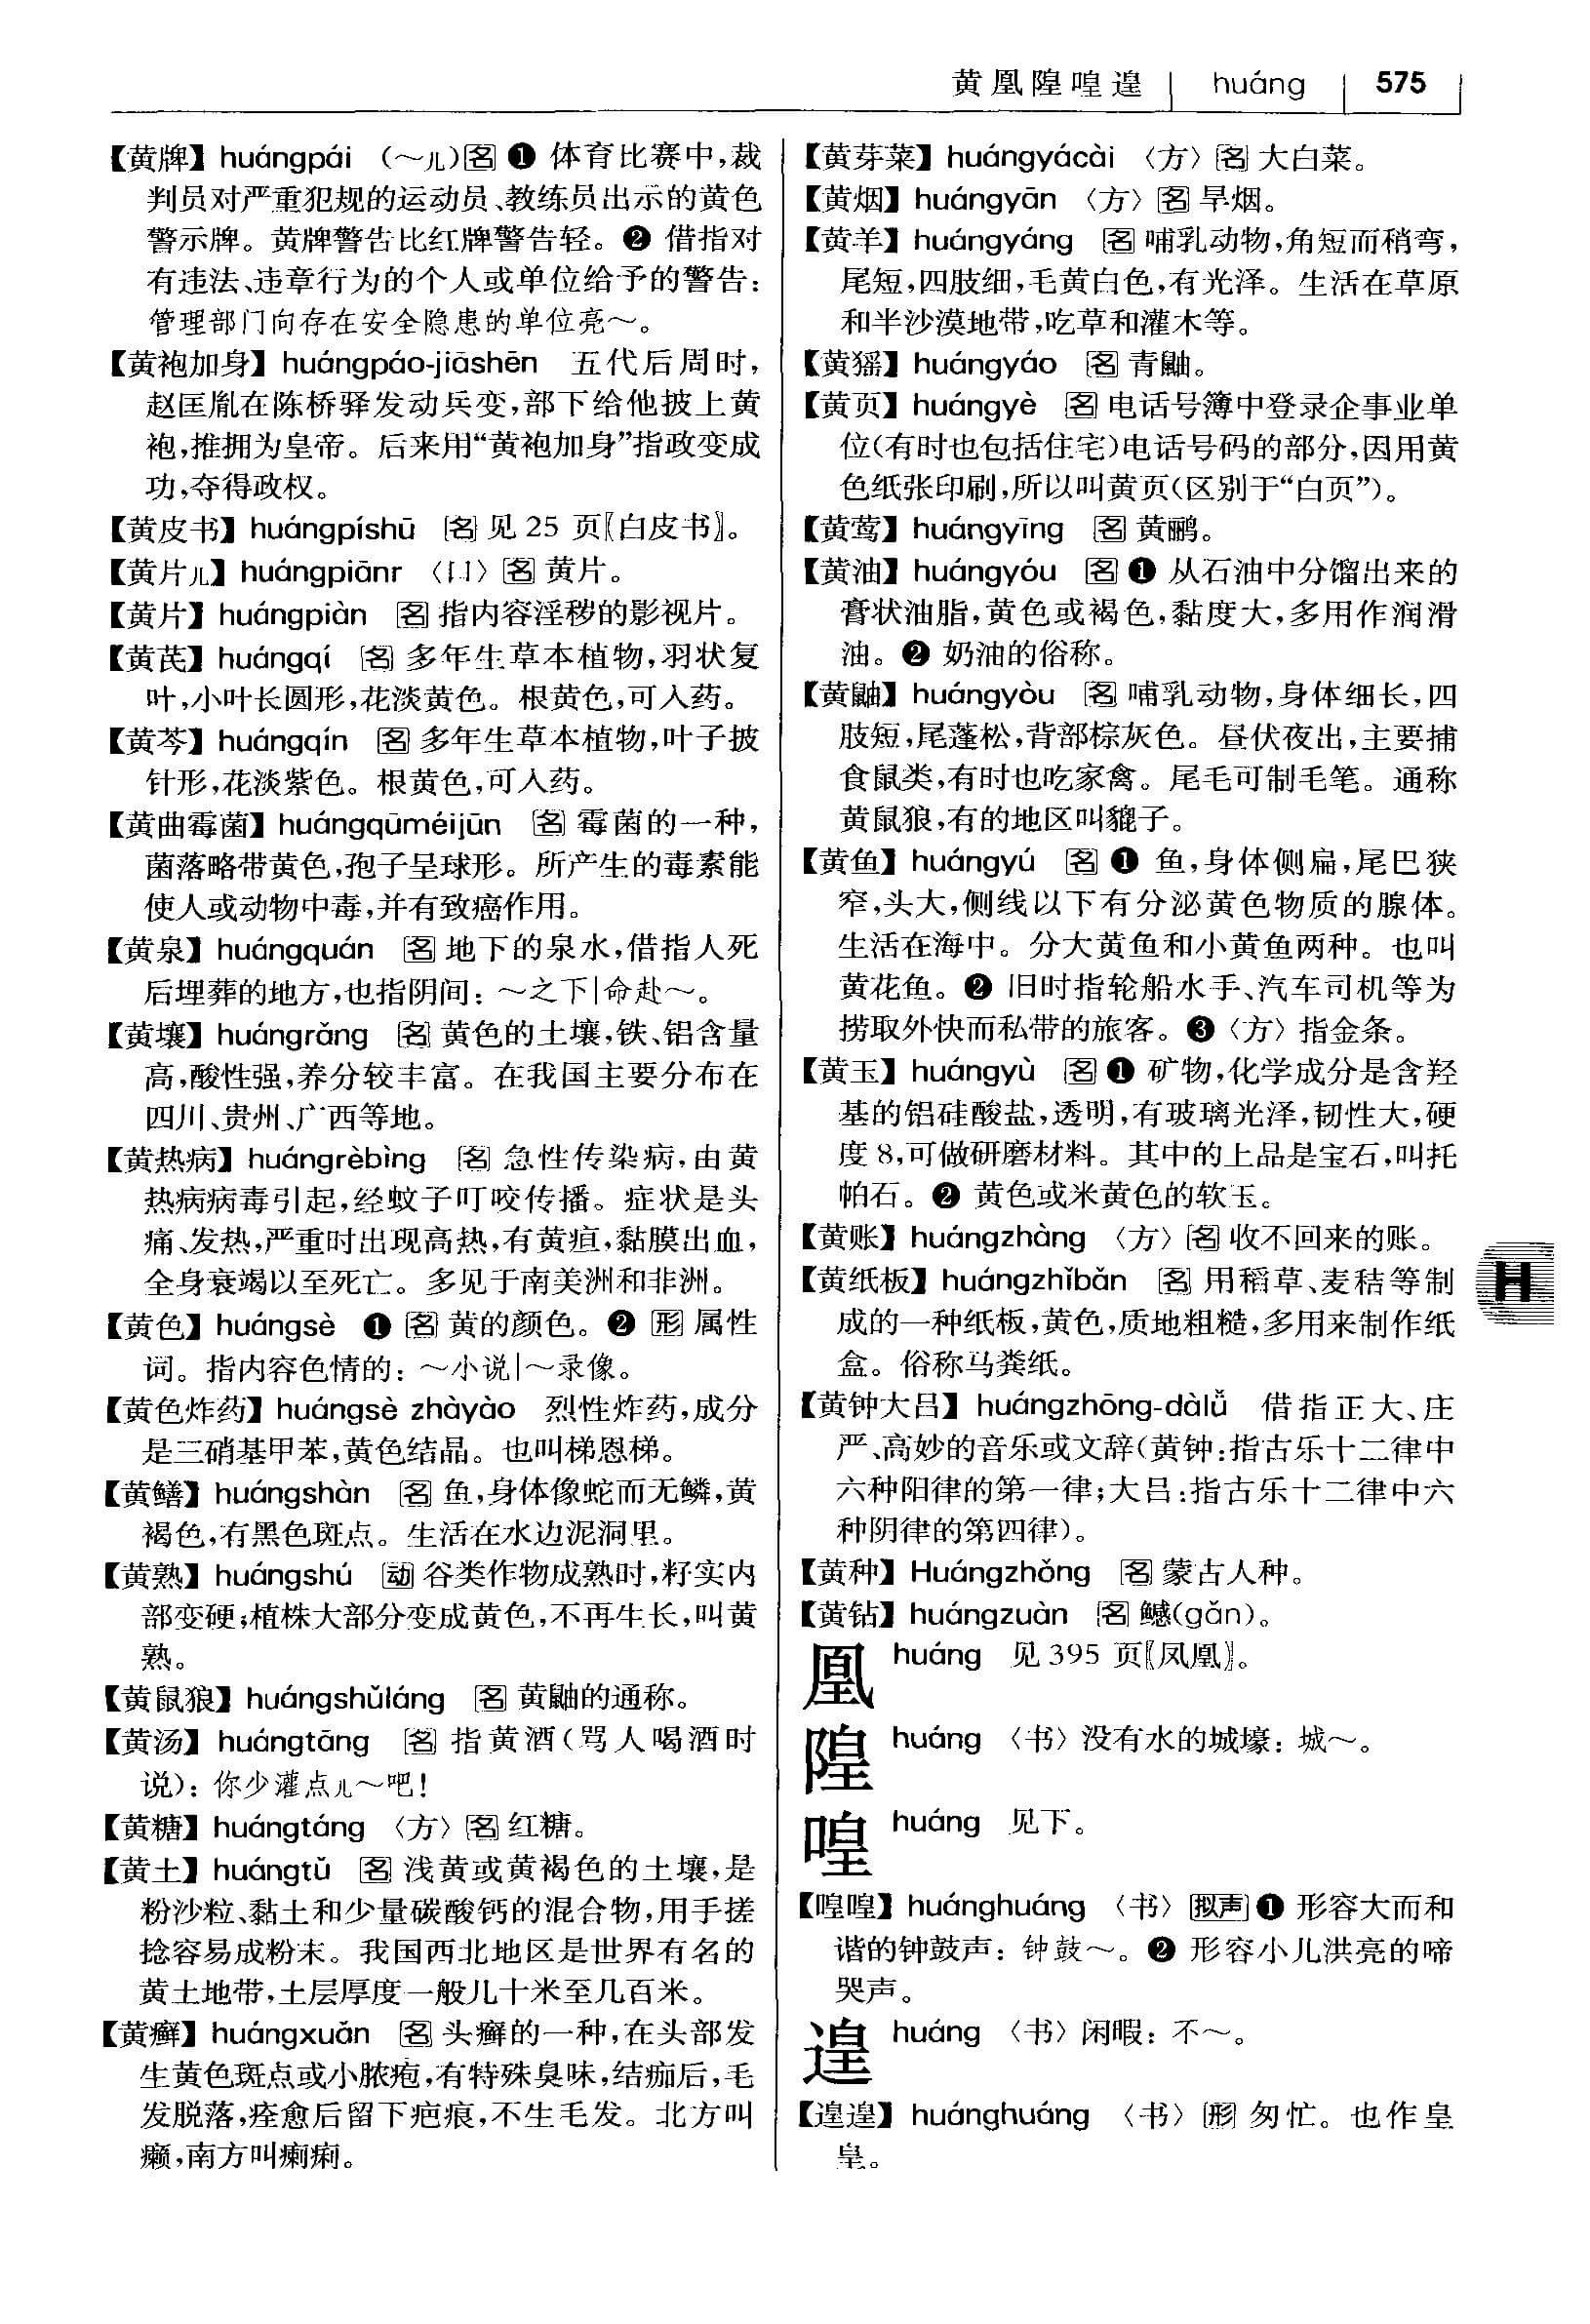 黄凰隍喤遑 huáng 575
【黄牌】huángpái （～儿）名 ❶ 体育比赛中，裁
判员对严重犯规的运动员、教练员出示的黄色
警示牌。黄牌警告比红牌警告轻。❷ 借指对
有违法、违章行为的个人或单位给予的警告：
管理部门向存在安全隐患的单位亮～。
【黄袍加身】huángpáo-jiāshēn 五代后周时，
赵匡胤在陈桥驿发动兵变，部下给他披上黄
袍，推拥为皇帝。后来用“黄袍加身”指政变成
功，夺得政权。
【黄皮书】huángpíshū 名 见 25 页〖白皮书〗。
【黄片儿】huángpiānr 〈口〉名 黄片。
【黄片】huángpiàn 名 指内容淫秽的影视片。
【黄芪】huángqí 名 多年生草本植物，羽状复
叶，小叶长圆形，花淡黄色。根黄色，可入药。
【黄芩】huángqín 名 多年生草本植物，叶子披
针形，花淡紫色。根黄色，可入药。
【黄曲霉菌】huángqūméijūn 名 霉菌的一种，
菌落略带黄色，孢子呈球形。所产生的毒素能
使人或动物中毒，并有致癌作用。
【黄泉】huángquán 名 地下的泉水，借指人死
后埋葬的地方，也指阴间：～之下|命赴～。
【黄壤】huángrǎng 名 黄色的土壤，铁、铝含量
高，酸性强，养分较丰富。在我国主要分布在
四川、贵州、广西等地。
【黄热病】huángrèbìng 名 急性传染病，由黄
热病病毒引起，经蚊子叮咬传播。症状是头
痛、发热，严重时出现高热，有黄疸，黏膜出血，
全身衰竭以至死亡。多见于南美洲和非洲。
【黄色】huángsè ❶ 名 黄的颜色。❷ 形 属性
词。指内容色情的：～小说|～录像。
【黄色炸药】huángsè zhàyào 烈性炸药，成分
是三硝基甲苯，黄色结晶。也叫梯恩梯。
【黄鳝】huángshàn 名 鱼，身体像蛇而无鳞，黄
褐色，有黑色斑点。生活在水边泥洞里。
【黄熟】huángshú 动 谷类作物成熟时，籽实内
部变硬；植株大部分变成黄色，不再生长，叫黄
熟。
【黄鼠狼】huángshǔláng 名 黄鼬的通称。
【黄汤】huángtāng 名 指黄酒（骂人喝酒时
说）：你少灌点儿～吧！
【黄糖】huángtáng 〈方〉名 红糖。
【黄土】huángtǔ 名 浅黄或黄褐色的土壤，是
粉沙粒、黏土和少量碳酸钙的混合物，用手搓
捻容易成粉末。我国西北地区是世界有名的
黄土地带，土层厚度一般几十米至几百米。
【黄癣】huángxuǎn 名 头癣的一种，在头部发
生黄色斑点或小脓疱，有特殊臭味，结痂后，毛
发脱落，痊愈后留下疤痕，不生毛发。北方叫
癞，南方叫瘌痢。
【黄芽菜】huángyácài 〈方〉名 大白菜。
【黄烟】huángyān 〈方〉名 旱烟。
【黄羊】huángyáng 名 哺乳动物，角短而稍弯，
尾短，四肢细，毛黄白色，有光泽。生活在草原
和半沙漠地带，吃草和灌木等。
【黄猺】huángyáo 名 青鼬。
【黄页】huángyè 名 电话号簿中登录企事业单
位（有时也包括住宅）电话号码的部分，因用黄
色纸张印刷，所以叫黄页（区别于“白页”）。
【黄莺】huángyīng 名 黄鹂。
【黄油】huángyóu 名 ❶ 从石油中分馏出来的
膏状油脂，黄色或褐色，黏度大，多用作润滑
油。❷ 奶油的俗称。
【黄鼬】huángyòu 名 哺乳动物，身体细长，四
肢短，尾蓬松，背部棕灰色。昼伏夜出，主要捕
食鼠类，有时也吃家禽。尾毛可制毛笔。通称
黄鼠狼，有的地区叫貔子。
【黄鱼】huángyú 名 ❶ 鱼，身体侧扁，尾巴狭
窄，头大，侧线以下有分泌黄色物质的腺体。
生活在海中。分大黄鱼和小黄鱼两种。也叫
黄花鱼。❷ 旧时指轮船水手、汽车司机等为
捞取外快而私带的旅客。❸〈方〉指金条。
【黄玉】huángyù 名 ❶ 矿物，化学成分是含羟
基的铝硅酸盐，透明，有玻璃光泽，韧性大，硬
度 8，可做研磨材料。其中的上品是宝石，叫托
帕石。❷ 黄色或米黄色的软玉。
【黄账】huángzhàng 〈方〉名 收不回来的账。
【黄纸板】huángzhǐbǎn 名 用稻草、麦秸等制
成的一种纸板，黄色，质地粗糙，多用来制作纸
盒。俗称马粪纸。
【黄钟大吕】huángzhōng-dàlǚ 借指正大、庄
严、高妙的音乐或文辞（黄钟：指古乐十二律中
六种阳律的第一律；大吕：指古乐十二律中六
种阴律的第四律）。
【黄种】Huángzhǒng 名 蒙古人种。
【黄钻】huángzuàn 名 鳡（gǎn）。
凰 huáng 见 395 页〖凤凰〗。
隍 huáng 〈书〉没有水的城壕：城～。
喤 huáng 见下。
【喤喤】huánghuáng 〈书〉拟声 ❶ 形容大而和
谐的钟鼓声：钟鼓～。❷ 形容小儿洪亮的啼
哭声。
遑 huáng 〈书〉闲暇：不～。
【遑遑】huánghuáng 〈书〉形 匆忙。也作皇
皇。
H